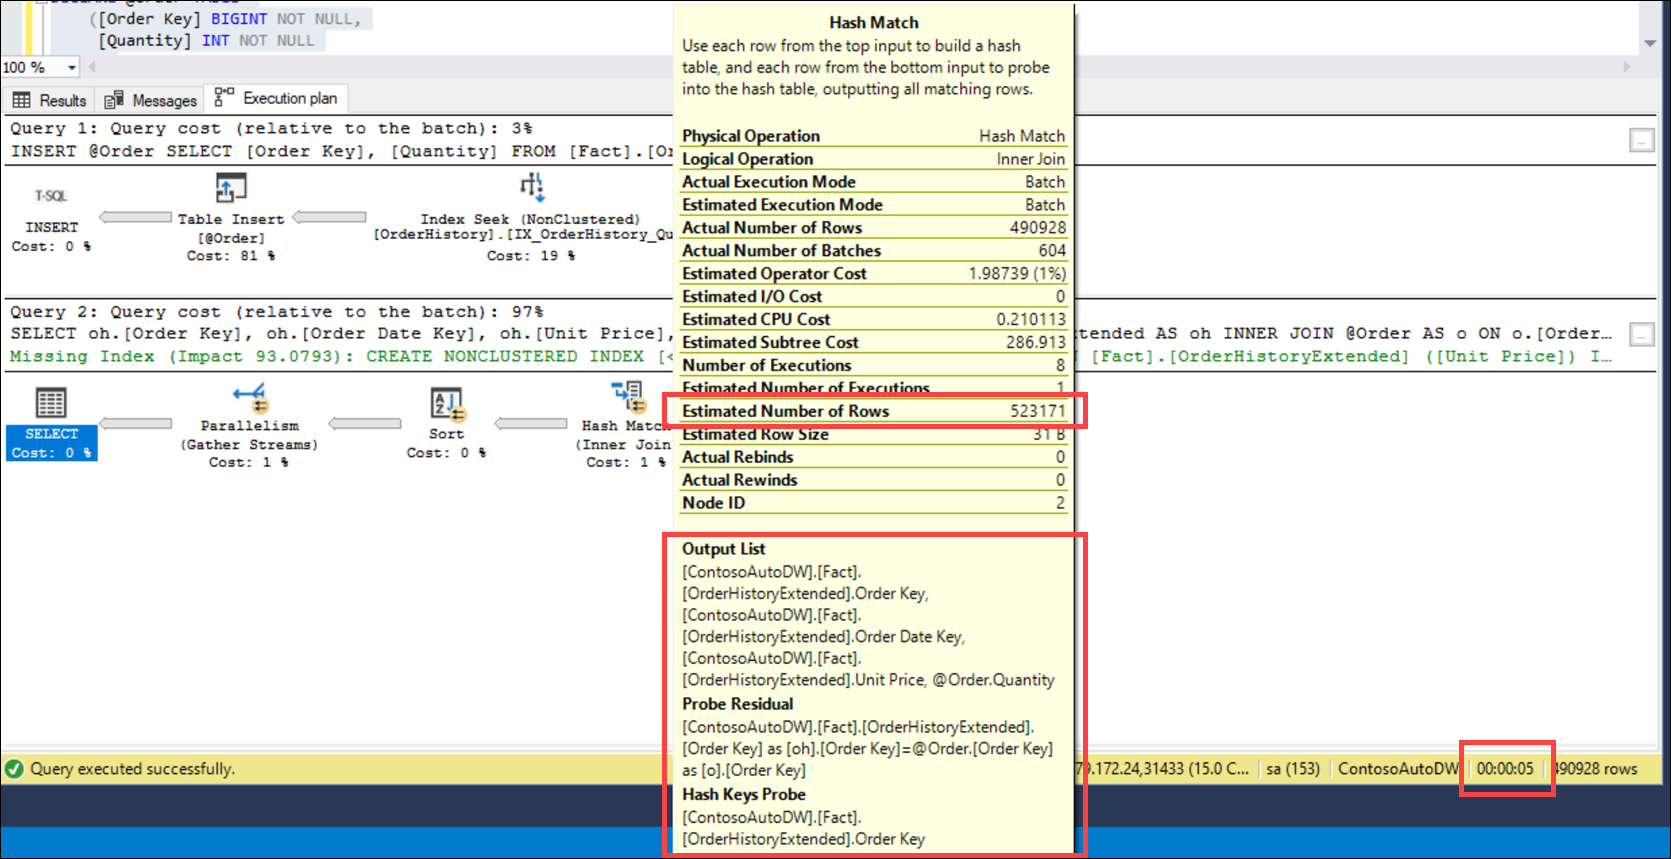 ([Order Key] BIGINT NOT NULL,
[Quantity] INT NOT NULL
100 %
Results
Messages
Execution plan
Query 1: Query cost (relative to the batch): 3%
INSERT @Order SELECT [Order Key], [Quantity] FROM [Fact].[Or
T-SQL
INSERT
Cost: 0 %
Table Insert
[@Order]
Cost: 81 %
Index Seek (NonClustered)
[OrderHistory].[IX_OrderHistory_Qu
Cost: 19 %
Query 2: Query cost (relative to the batch): 97%
SELECT oh.[Order Key], oh.[Order Date Key], oh.[Unit Price], xtended AS oh INNER JOIN @Order AS o ON o.[Order...
Missing Index (Impact 93.0793): CREATE NONCLUSTERED INDEX [< [Fact].[OrderHistoryExtended] ([Unit Price]) I...
SELECT
Cost: 0 %
Parallelism
(Gather Streams)
Cost: 1 %
Sort
Cost: 0 %
Hash Match
(Inner Join
Cost: 1 %
Hash Match
Use each row from the top input to build a hash
table, and each row from the bottom input to probe
into the hash table, outputting all matching rows.
Physical Operation Hash Match
Logical Operation Inner Join
Actual Execution Mode Batch
Estimated Execution Mode Batch
Actual Number of Rows 490928
Actual Number of Batches 604
Estimated Operator Cost 1.98739 (1%)
Estimated I/O Cost 0
Estimated CPU Cost 0.210113
Estimated Subtree Cost 286.913
Number of Executions 8
Estimated Number of Executions 1
Estimated Number of Rows 523171
Estimated Row Size 31 B
Actual Rebinds 0
Actual Rewinds 0
Node ID 2
Output List
[ContosoAutoDW].[Fact].
[OrderHistoryExtended].Order Key,
[ContosoAutoDW].[Fact].
[OrderHistoryExtended].Order Date Key,
[ContosoAutoDW].[Fact].
[OrderHistoryExtended].Unit Price, @Order.Quantity
Probe Residual
[ContosoAutoDW].[Fact].[OrderHistoryExtended].
[Order Key] as [oh].[Order Key]=@Order.[Order Key]
as [o].[Order Key]
Hash Keys Probe
[ContosoAutoDW].[Fact].
[OrderHistoryExtended].Order Key
Query executed successfully.
79.172.24,31433 (15.0 C...
sa (153)
ContosoAutoDW
00:00:05
490928 rows